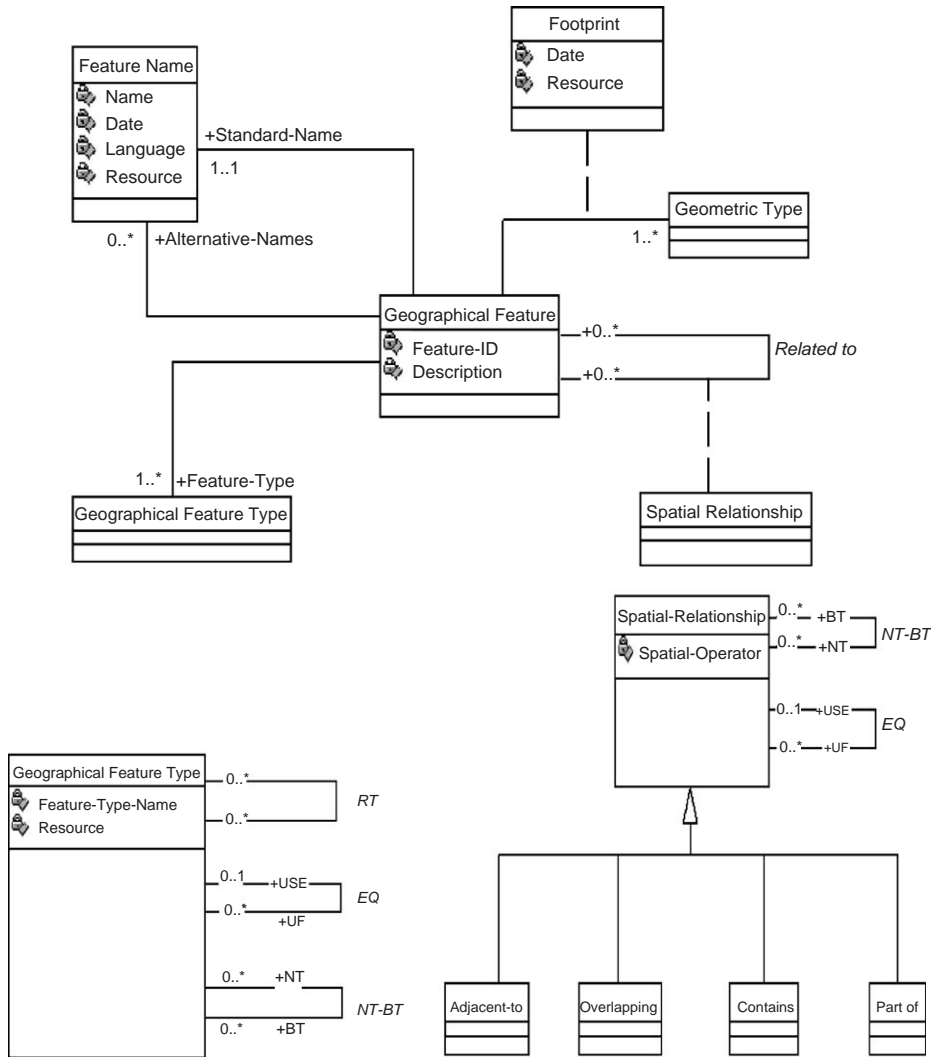 Footprint
Date
Resource
Feature Name
Name
Date
Language
Resource
+Standard-Name
1..1
0..*
+Alternative-Names
Geometric Type
1..*
Geographical Feature
Feature-ID
Description
+0..*
+0..*
Related to
1..*
+Feature-Type
Geographical Feature Type
Spatial Relationship
Spatial-Relationship
Spatial-Operator
0..*
+BT
0..*
+NT
NT-BT
0..1
+USE
0..*
+UF
EQ
Geographical Feature Type
Feature-Type-Name
Resource
0..*
0..*
RT
0..1
+USE
0..*
+UF
EQ
0..*
+NT
0..*
+BT
NT-BT
Adjacent-to
Overlapping
Contains
Part of